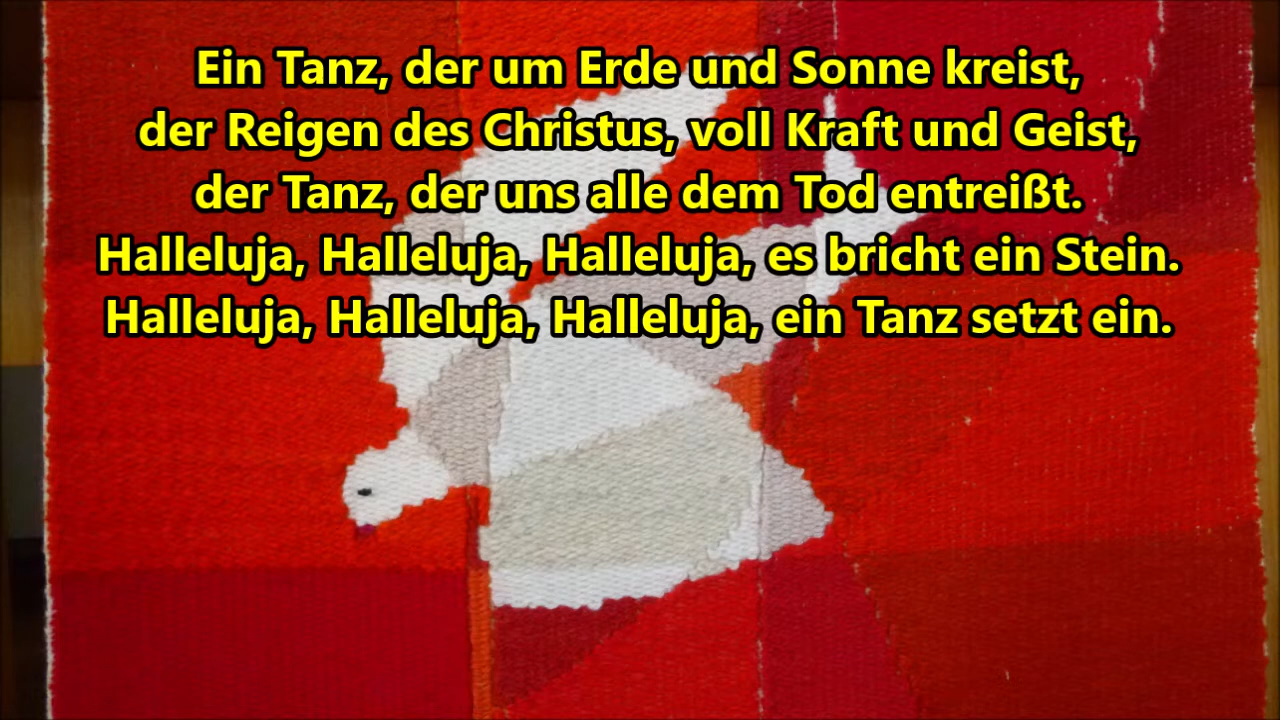 Ein Tanz, der um Erde und Sonne kreist,
der Reigen des Christus, voll Kraft und Geist,
der Tanz, der uns alle dem Tod entreißt.
Halleluja, Halleluja, Halleluja, es bricht ein Stein.
Halleluja, Halleluja, Halleluja, ein Tanz setzt ein.